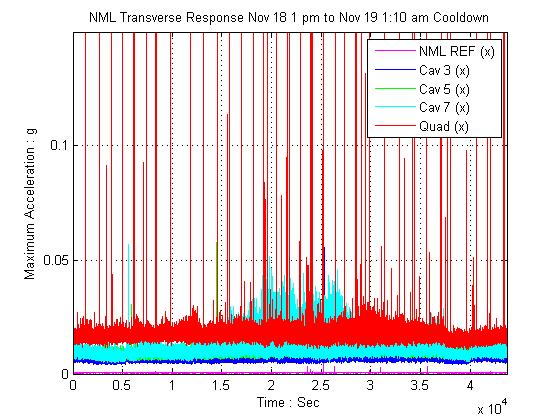 NML Transverse Response Nov 18 1 pm to Nov 19 1:10 am Cooldown
NML REF (x)
Cav 3 (x)
Cav 5 (x)
Cav 7 (x)
Quad (x)
Maximum Acceleration : g
0.1
0.05
0
0 0.5 1 1.5 2 2.5 3 3.5 4
x 10^4
Time : Sec